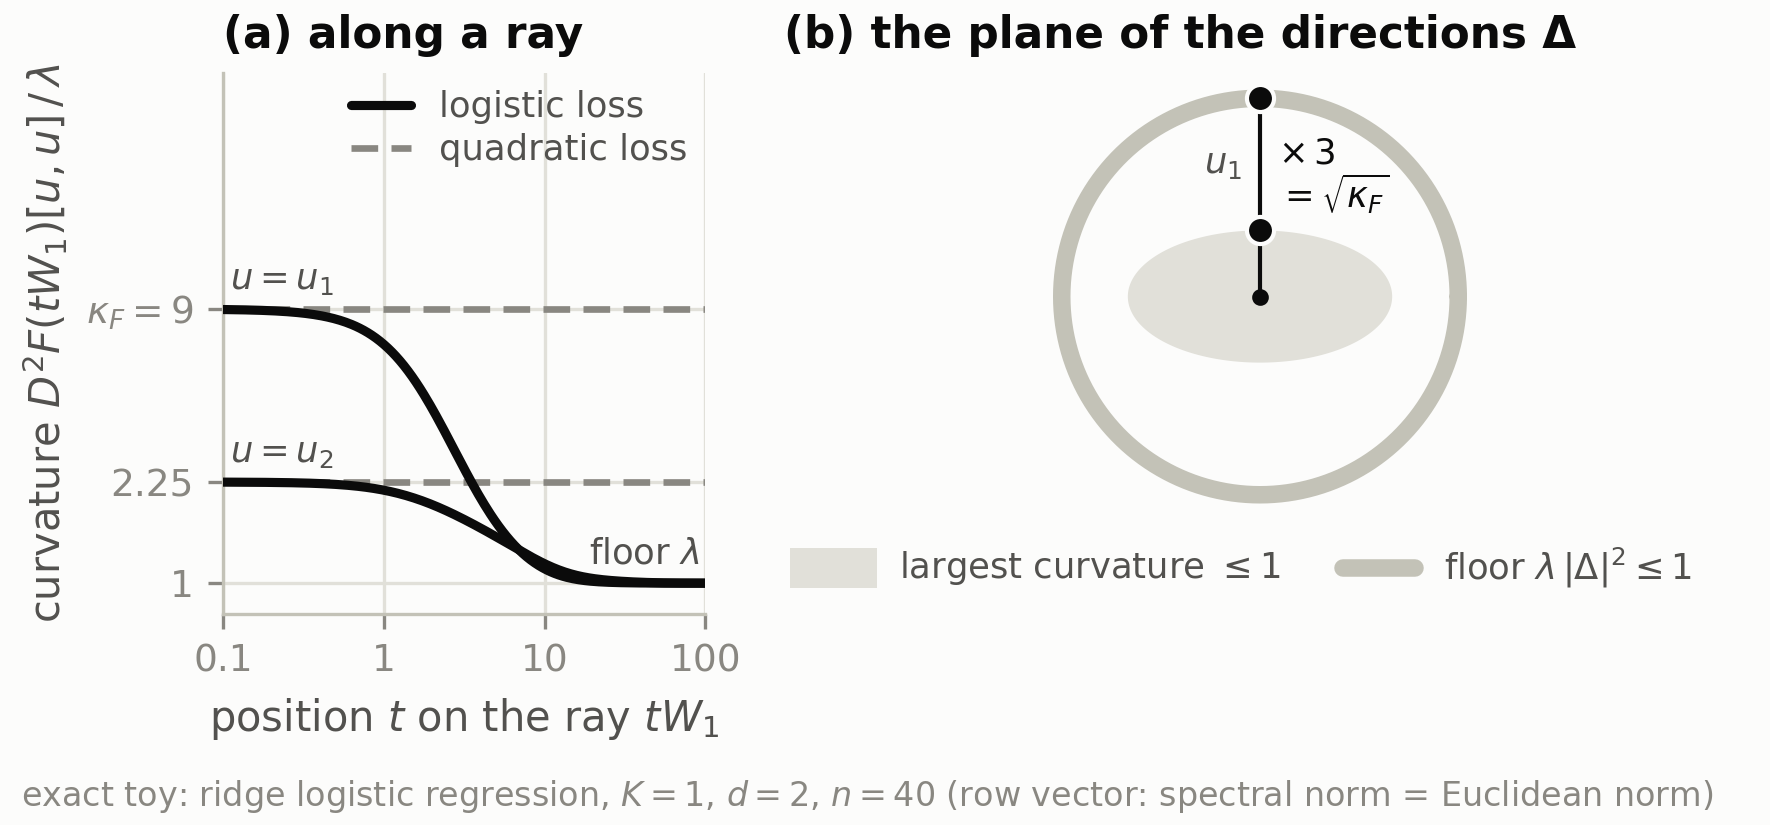 (a) along a ray
(b) the plane of the directions Δ
curvature D²F(tW₁)[u, u] / λ
logistic loss
quadratic loss
u = u₁
κ_F = 9
u = u₂
2.25
floor λ
1
0.1 1 10 100
position t on the ray tW₁
u₁
× 3
= √κ_F
largest curvature ≤ 1
floor λ |Δ|² ≤ 1
exact toy: ridge logistic regression, K = 1, d = 2, n = 40 (row vector: spectral norm = Euclidean norm)